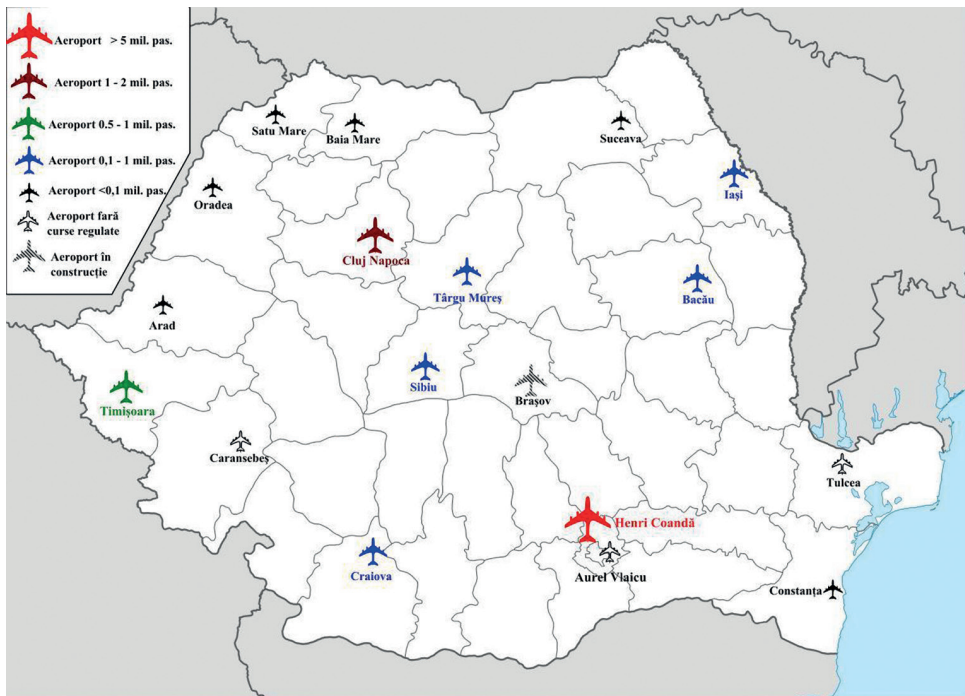 Aeroport > 5 mil. pas.
Aeroport 1 - 2 mil. pas.
Aeroport 0.5 - 1 mil. pas.
Aeroport 0,1 - 1 mil. pas.
Aeroport <0,1 mil. pas.
Aeroport fară
curse regulate
Aeroport în
construcție
Satu Mare
Baia Mare
Suceava
Oradea
Iași
Cluj Napoca
Târgu Mureș
Bacău
Arad
Sibiu
Brașov
Timișoara
Caransebeș
Tulcea
Henri Coandă
Aurel Vlaicu
Craiova
Constanța